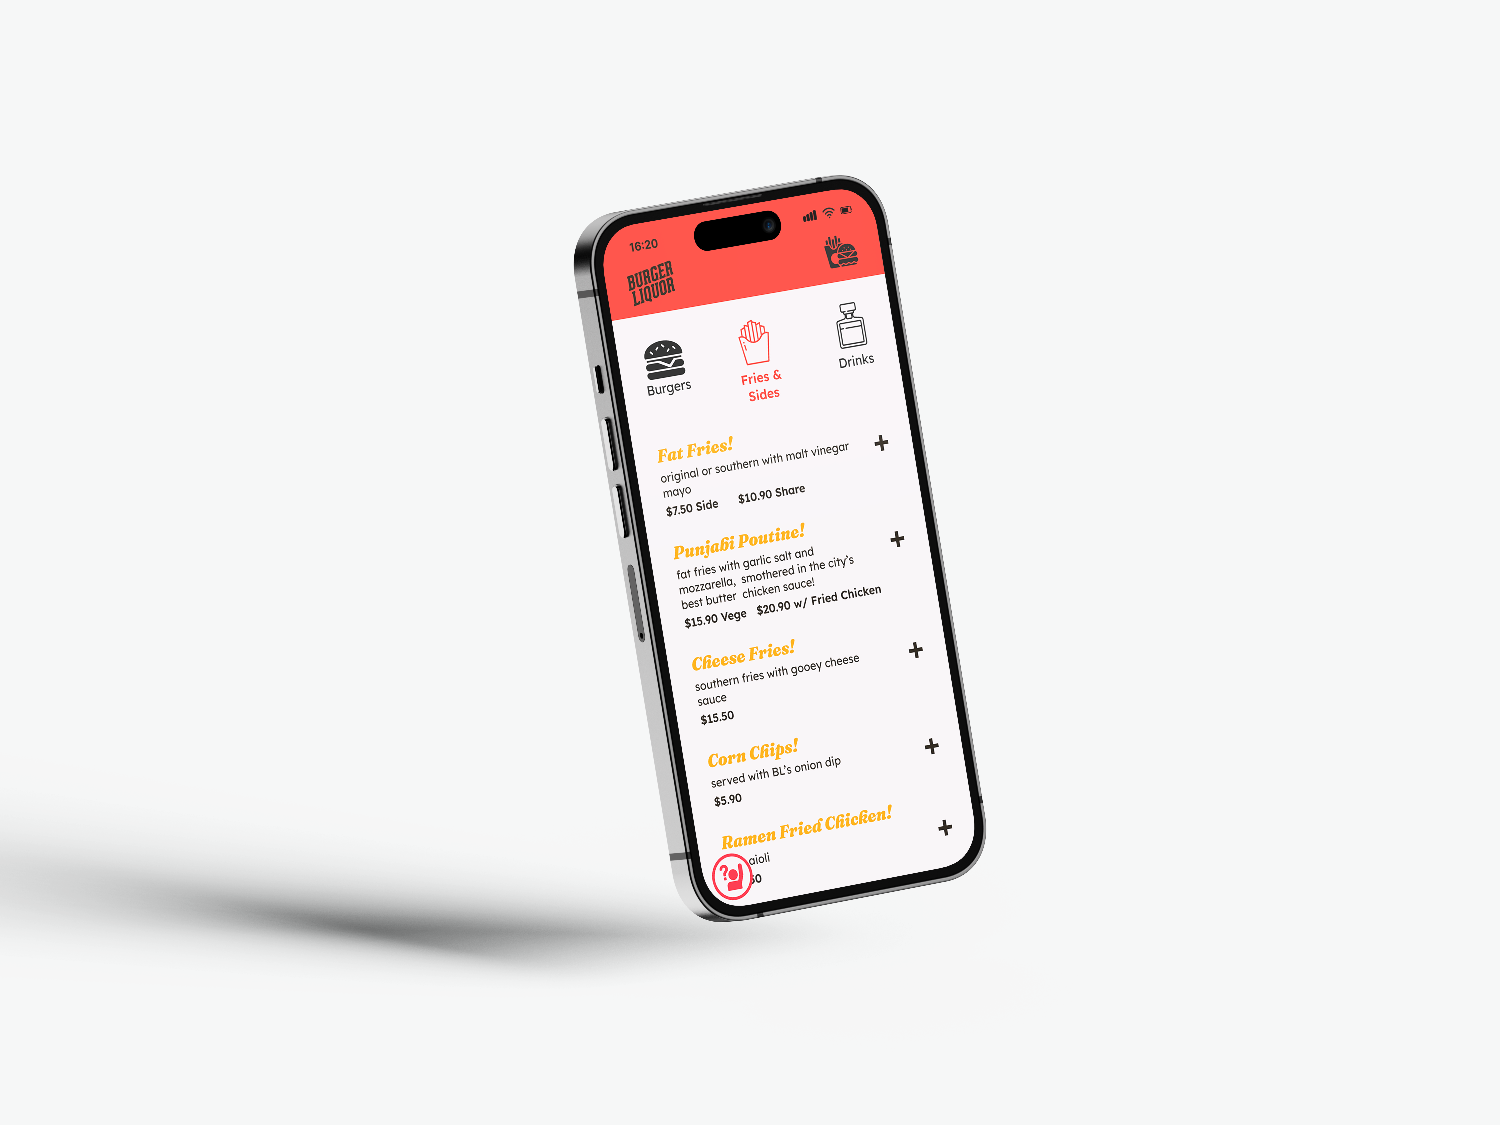 16:20
BURGER
LIQUOR
Burgers
Fries &
Sides
Drinks
Fat Fries!
original or southern with malt vinegar
mayo
$7.50 Side $10.90 Share
Punjabi Poutine!
fat fries with garlic salt and
mozzarella, smothered in the city's
best butter chicken sauce!
$15.90 Vege $20.90 w/ Fried Chicken
Cheese Fries!
southern fries with gooey cheese
sauce
$15.50
Corn Chips!
served with BL's onion dip
$5.90
Ramen Fried Chicken!
aioli
?